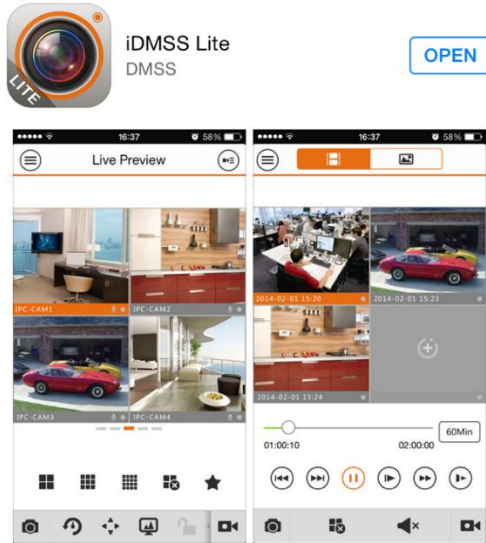 iDMSS Lite
DMSS
LITE
OPEN
16:37
58%
Live Preview
IPC-CAM1
IPC-CAM2
IPC-CAM3
IPC-CAM4
16:37
58%
2014-02-01 15:20
2014-02-01 15:23
2014-02-01 15:24
60Min
01:00:10
02:00:00